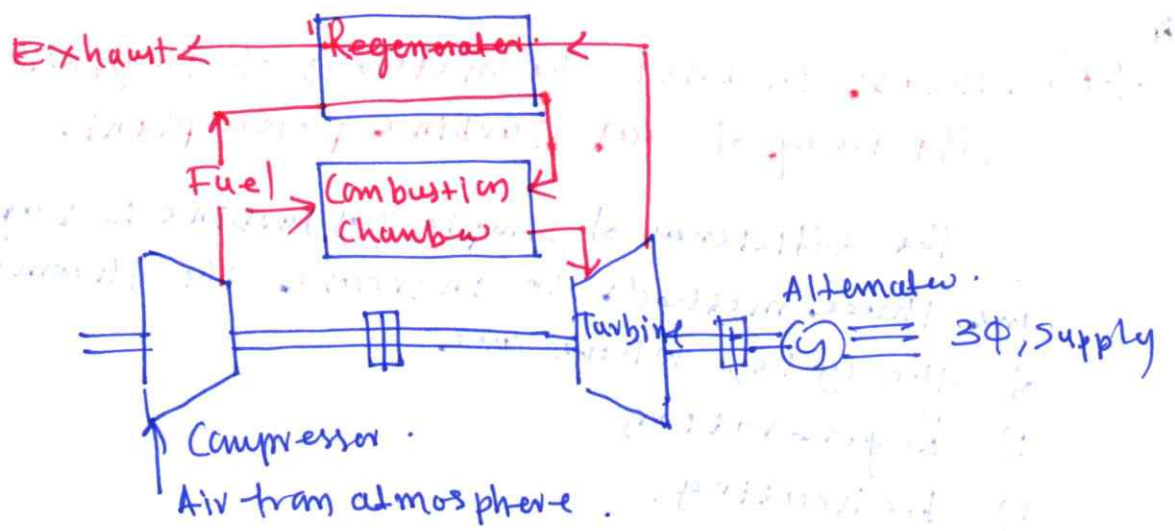 Exhaust
Regenerator
Fuel
Combustion
Chamber
Alternator.
Turbine
3Φ, Supply
Compressor.
Air from atmosphere.